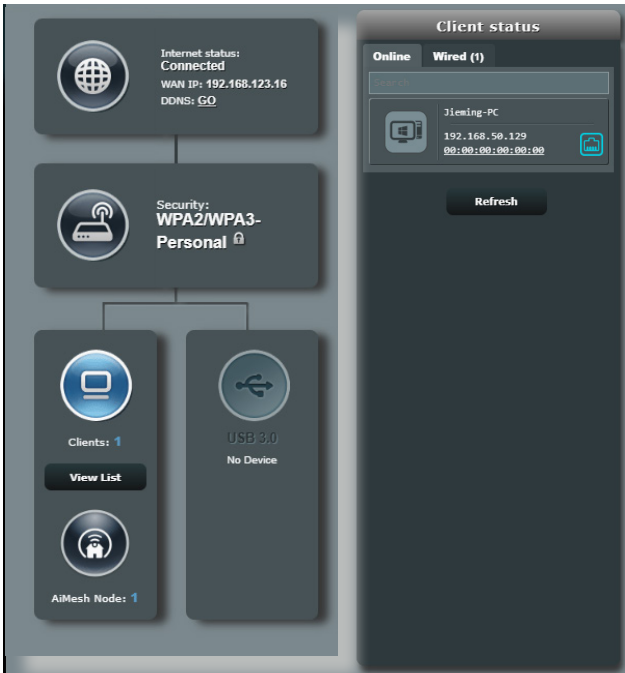 Internet status:
Connected
WAN IP: 192.168.123.16
DDNS: GO
Security:
WPA2/WPA3-
Personal
Clients: 1
View List
AiMesh Node: 1
USB 3.0
No Device
Client status
Online Wired (1)
Search
Jieming-PC
192.168.50.129
00:00:00:00:00:00
Refresh